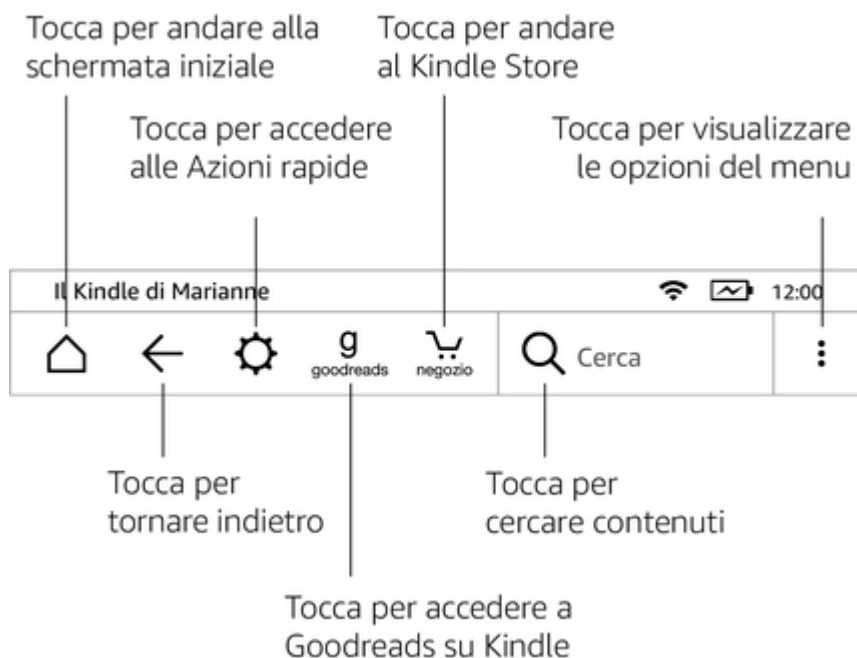 Tocca per andare alla
schermata iniziale
Tocca per andare
al Kindle Store
Tocca per accedere
alle Azioni rapide
Tocca per visualizzare
le opzioni del menu
Il Kindle di Marianne
12:00
g
goodreads
negozio
Cerca
Tocca per
tornare indietro
Tocca per
cercare contenuti
Tocca per accedere a
Goodreads su Kindle